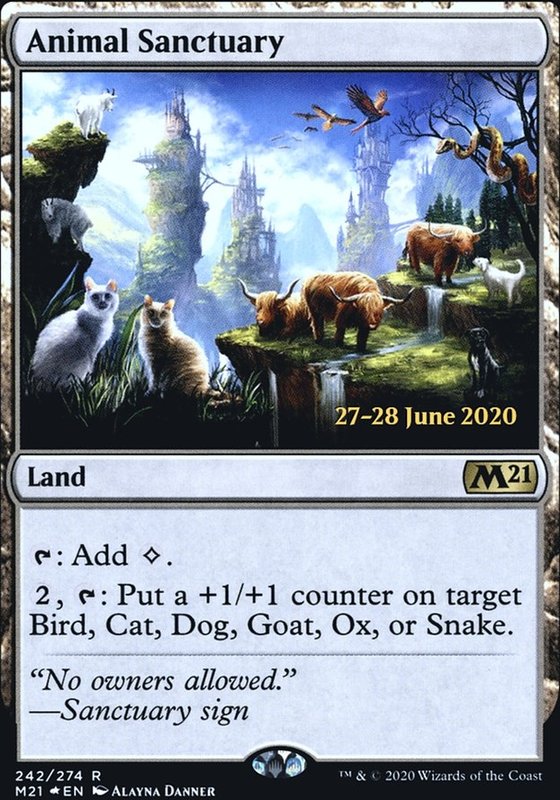 Animal Sanctuary
27–28 June 2020
Land
M21
: Add .
2, : Put a +1/+1 counter on target
Bird, Cat, Dog, Goat, Ox, or Snake.
“No owners allowed.”
—Sanctuary sign
242/274 R
M21 ★ EN Alayna Danner
™ & © 2020 Wizards of the Coast